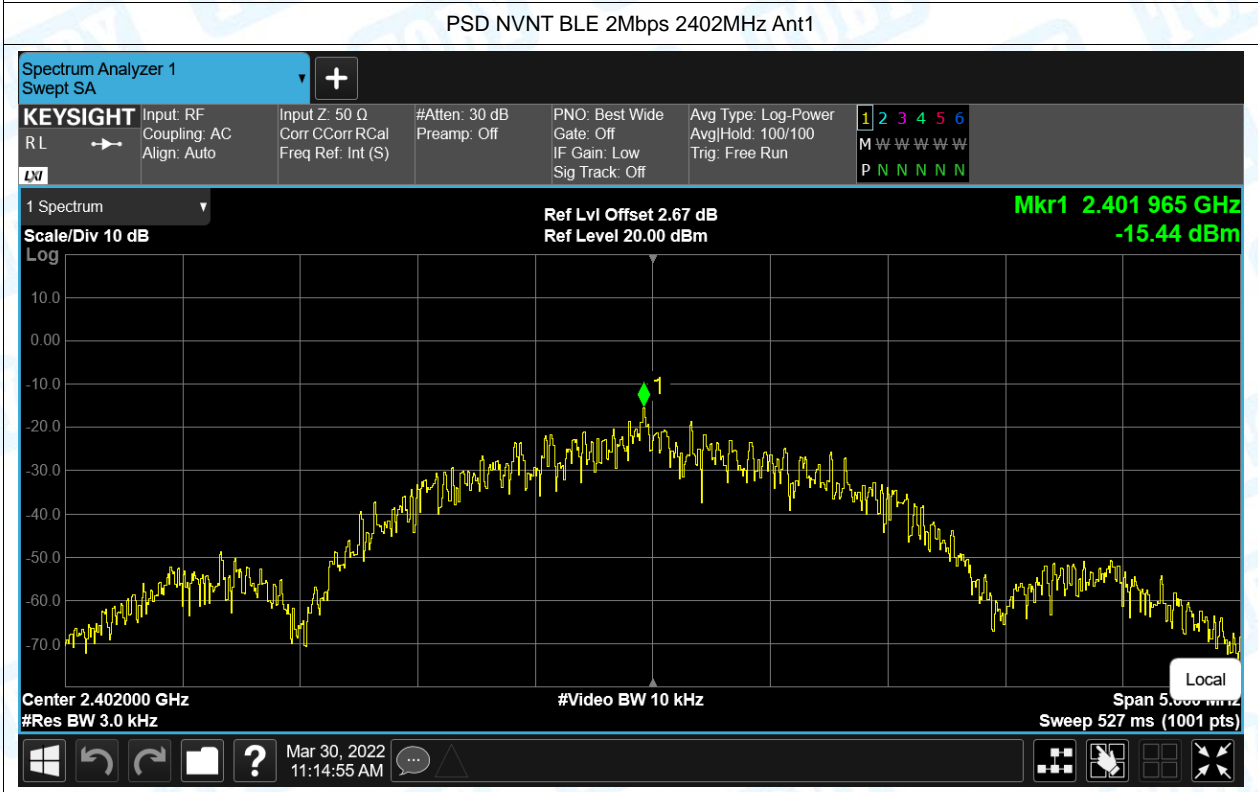 PSD NVNT BLE 2Mbps 2402MHz Ant1
Spectrum Analyzer 1
Swept SA
KEYSIGHT
R L
LXI
Input: RF
Coupling: AC
Align: Auto
Input Z: 50 Ω
Corr CCorr RCal
Freq Ref: Int (S)
#Atten: 30 dB
Preamp: Off
PNO: Best Wide
Gate: Off
IF Gain: Low
Sig Track: Off
Avg Type: Log-Power
Avg|Hold: 100/100
Trig: Free Run
1 2 3 4 5 6
M W W W W W
P N N N N N
1 Spectrum
Scale/Div 10 dB
Ref Lvl Offset 2.67 dB
Ref Level 20.00 dBm
Mkr1 2.401 965 GHz
-15.44 dBm
Log
10.0
0.00
-10.0
-20.0
-30.0
-40.0
-50.0
-60.0
-70.0
1
Local
Center 2.402000 GHz
#Video BW 10 kHz
Span 5.000 MHz
#Res BW 3.0 kHz
Sweep 527 ms (1001 pts)
?
Mar 30, 2022
11:14:55 AM